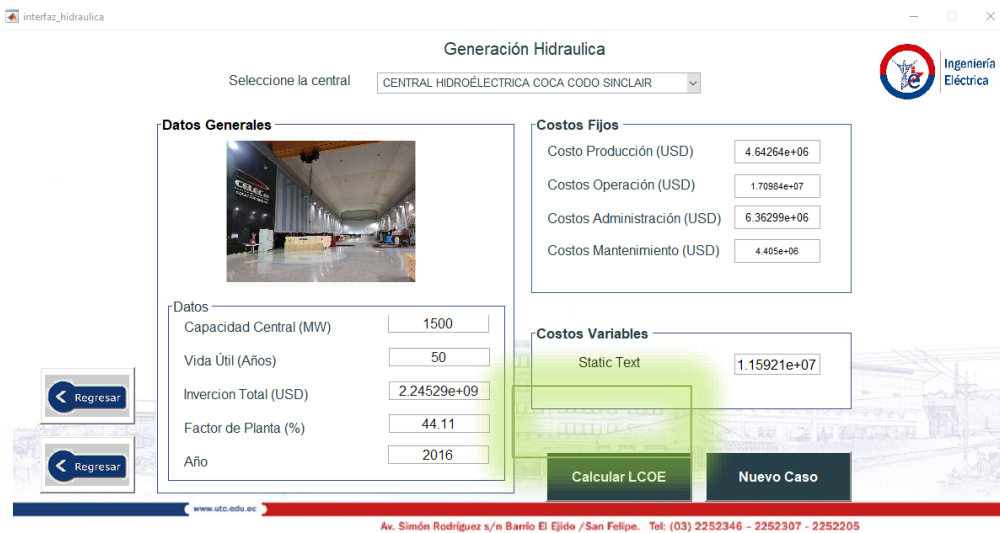 interfaz_hidraulica
Generación Hidraulica
Seleccione la central
CENTRAL HIDROÉLECTRICA COCA CODO SINCLAIR
Ingeniería
Eléctrica
Datos Generales
CELEC EP
Datos
Capacidad Central (MW) 1500
Vida Útil (Años) 50
Invercion Total (USD) 2.24529e+09
Factor de Planta (%) 44.11
Año 2016
Costos Fijos
Costo Producción (USD) 4.64264e+06
Costos Operación (USD) 1.70984e+07
Costos Administración (USD) 6.36299e+06
Costos Mantenimiento (USD) 4.405e+06
Costos Variables
Static Text 1.15921e+07
Regresar
Regresar
Calcular LCOE
Nuevo Caso
www.utc.edu.ec
Av. Simón Rodríguez s/n Barrio El Ejido /San Felipe. Tel: (03) 2252346 – 2252307 - 2252205